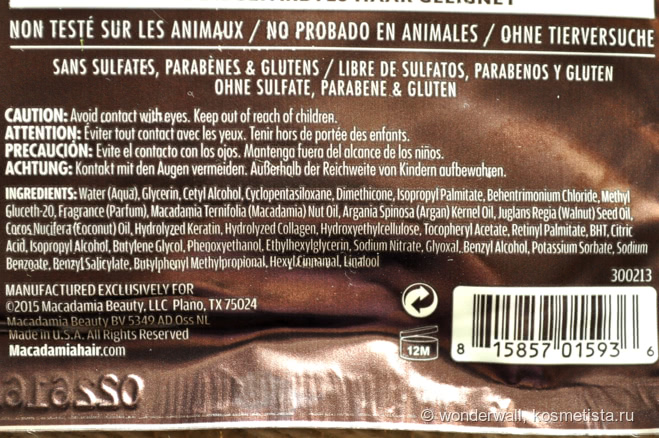 NON TESTÉ SUR LES ANIMAUX / NO PROBADO EN ANIMALES / OHNE TIERVERSUCHE
SANS SULFATES, PARABÈNES & GLUTENS / LIBRE DE SULFATOS, PARABENOS Y GLUTEN
OHNE SULFATE, PARABENE & GLUTEN
CAUTION: Avoid contact with eyes. Keep out of reach of children.
ATTENTION: Éviter tout contact avec les yeux. Tenir hors de portée des enfants.
PRECAUCIÓN: Evite el contacto con los ojos. Mantenga fuera del alcance de los niños.
ACHTUNG: Kontakt mit den Augen vermeiden. Außerhalb der Reichweite von Kindern aufbewahren.
INGREDIENTS: Water (Aqua), Glycerin, Cetyl Alcohol, Cyclopentasiloxane, Dimethicone, Isopropyl Palmitate, Behentrimonium Chloride, Methyl
Gluceth-20, Fragrance (Parfum), Macadamia Ternifolia (Macadamia) Nut Oil, Argania Spinosa (Argan) Kernel Oil, Juglans Regia (Walnut) Seed Oil,
Cocos Nucifera (Coconut) Oil, Hydrolyzed Keratin, Hydrolyzed Collagen, Hydroxyethylcellulose, Tocopheryl Acetate, Retinyl Palmitate, BHT, Citric
Acid, Isopropyl Alcohol, Butylene Glycol, Phenoxyethanol, Ethylhexylglycerin, Sodium Nitrate, Glyoxal, Benzyl Alcohol, Potassium Sorbate, Sodium
Benzoate, Benzyl Salicylate, Butylphenyl Methylpropional, Hexyl Cinnamal, Linalool
300213
MANUFACTURED EXCLUSIVELY FOR
©2015 Macadamia Beauty, LLC Plano, TX 75024
Macadamia Beauty BV 5349 AD Oss NL
Made in U.S.A. All Rights Reserved
Macadamiahair.com
12M
8 15857 01593 6
© wonderwall, kosmetista.ru